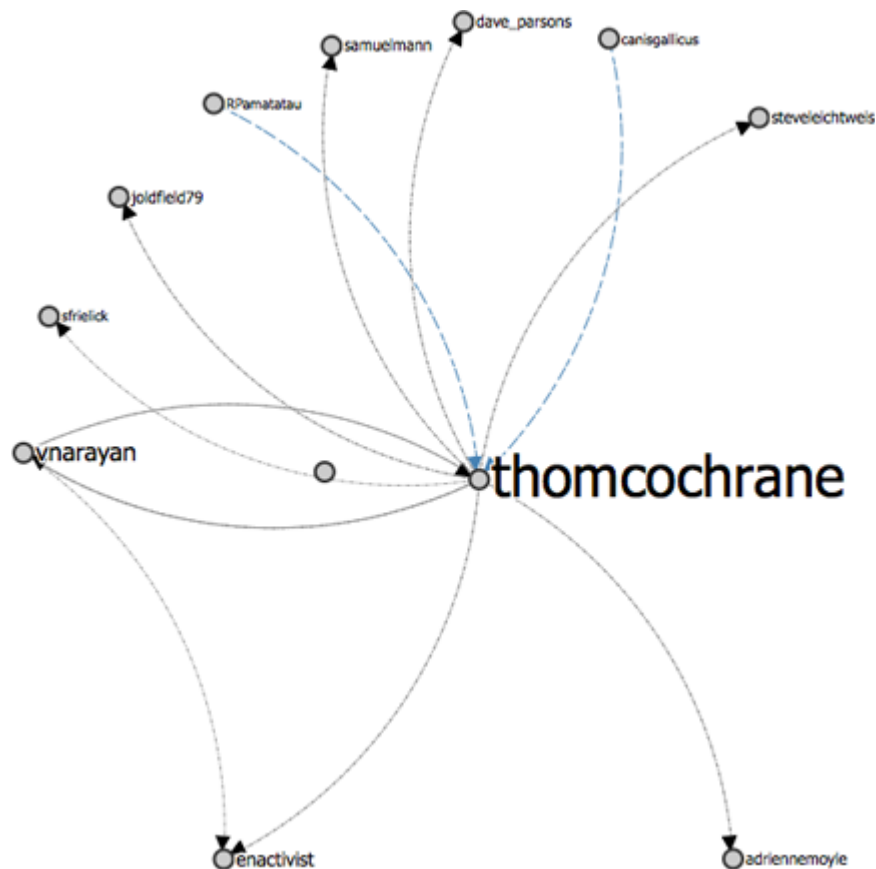 dave_parsons
canisgallicus
samuelmann
RPamatatau
steveleichtweis
joldfield79
sfrielick
vnarayan
thomcochrane
enactivist
adriennemoyle